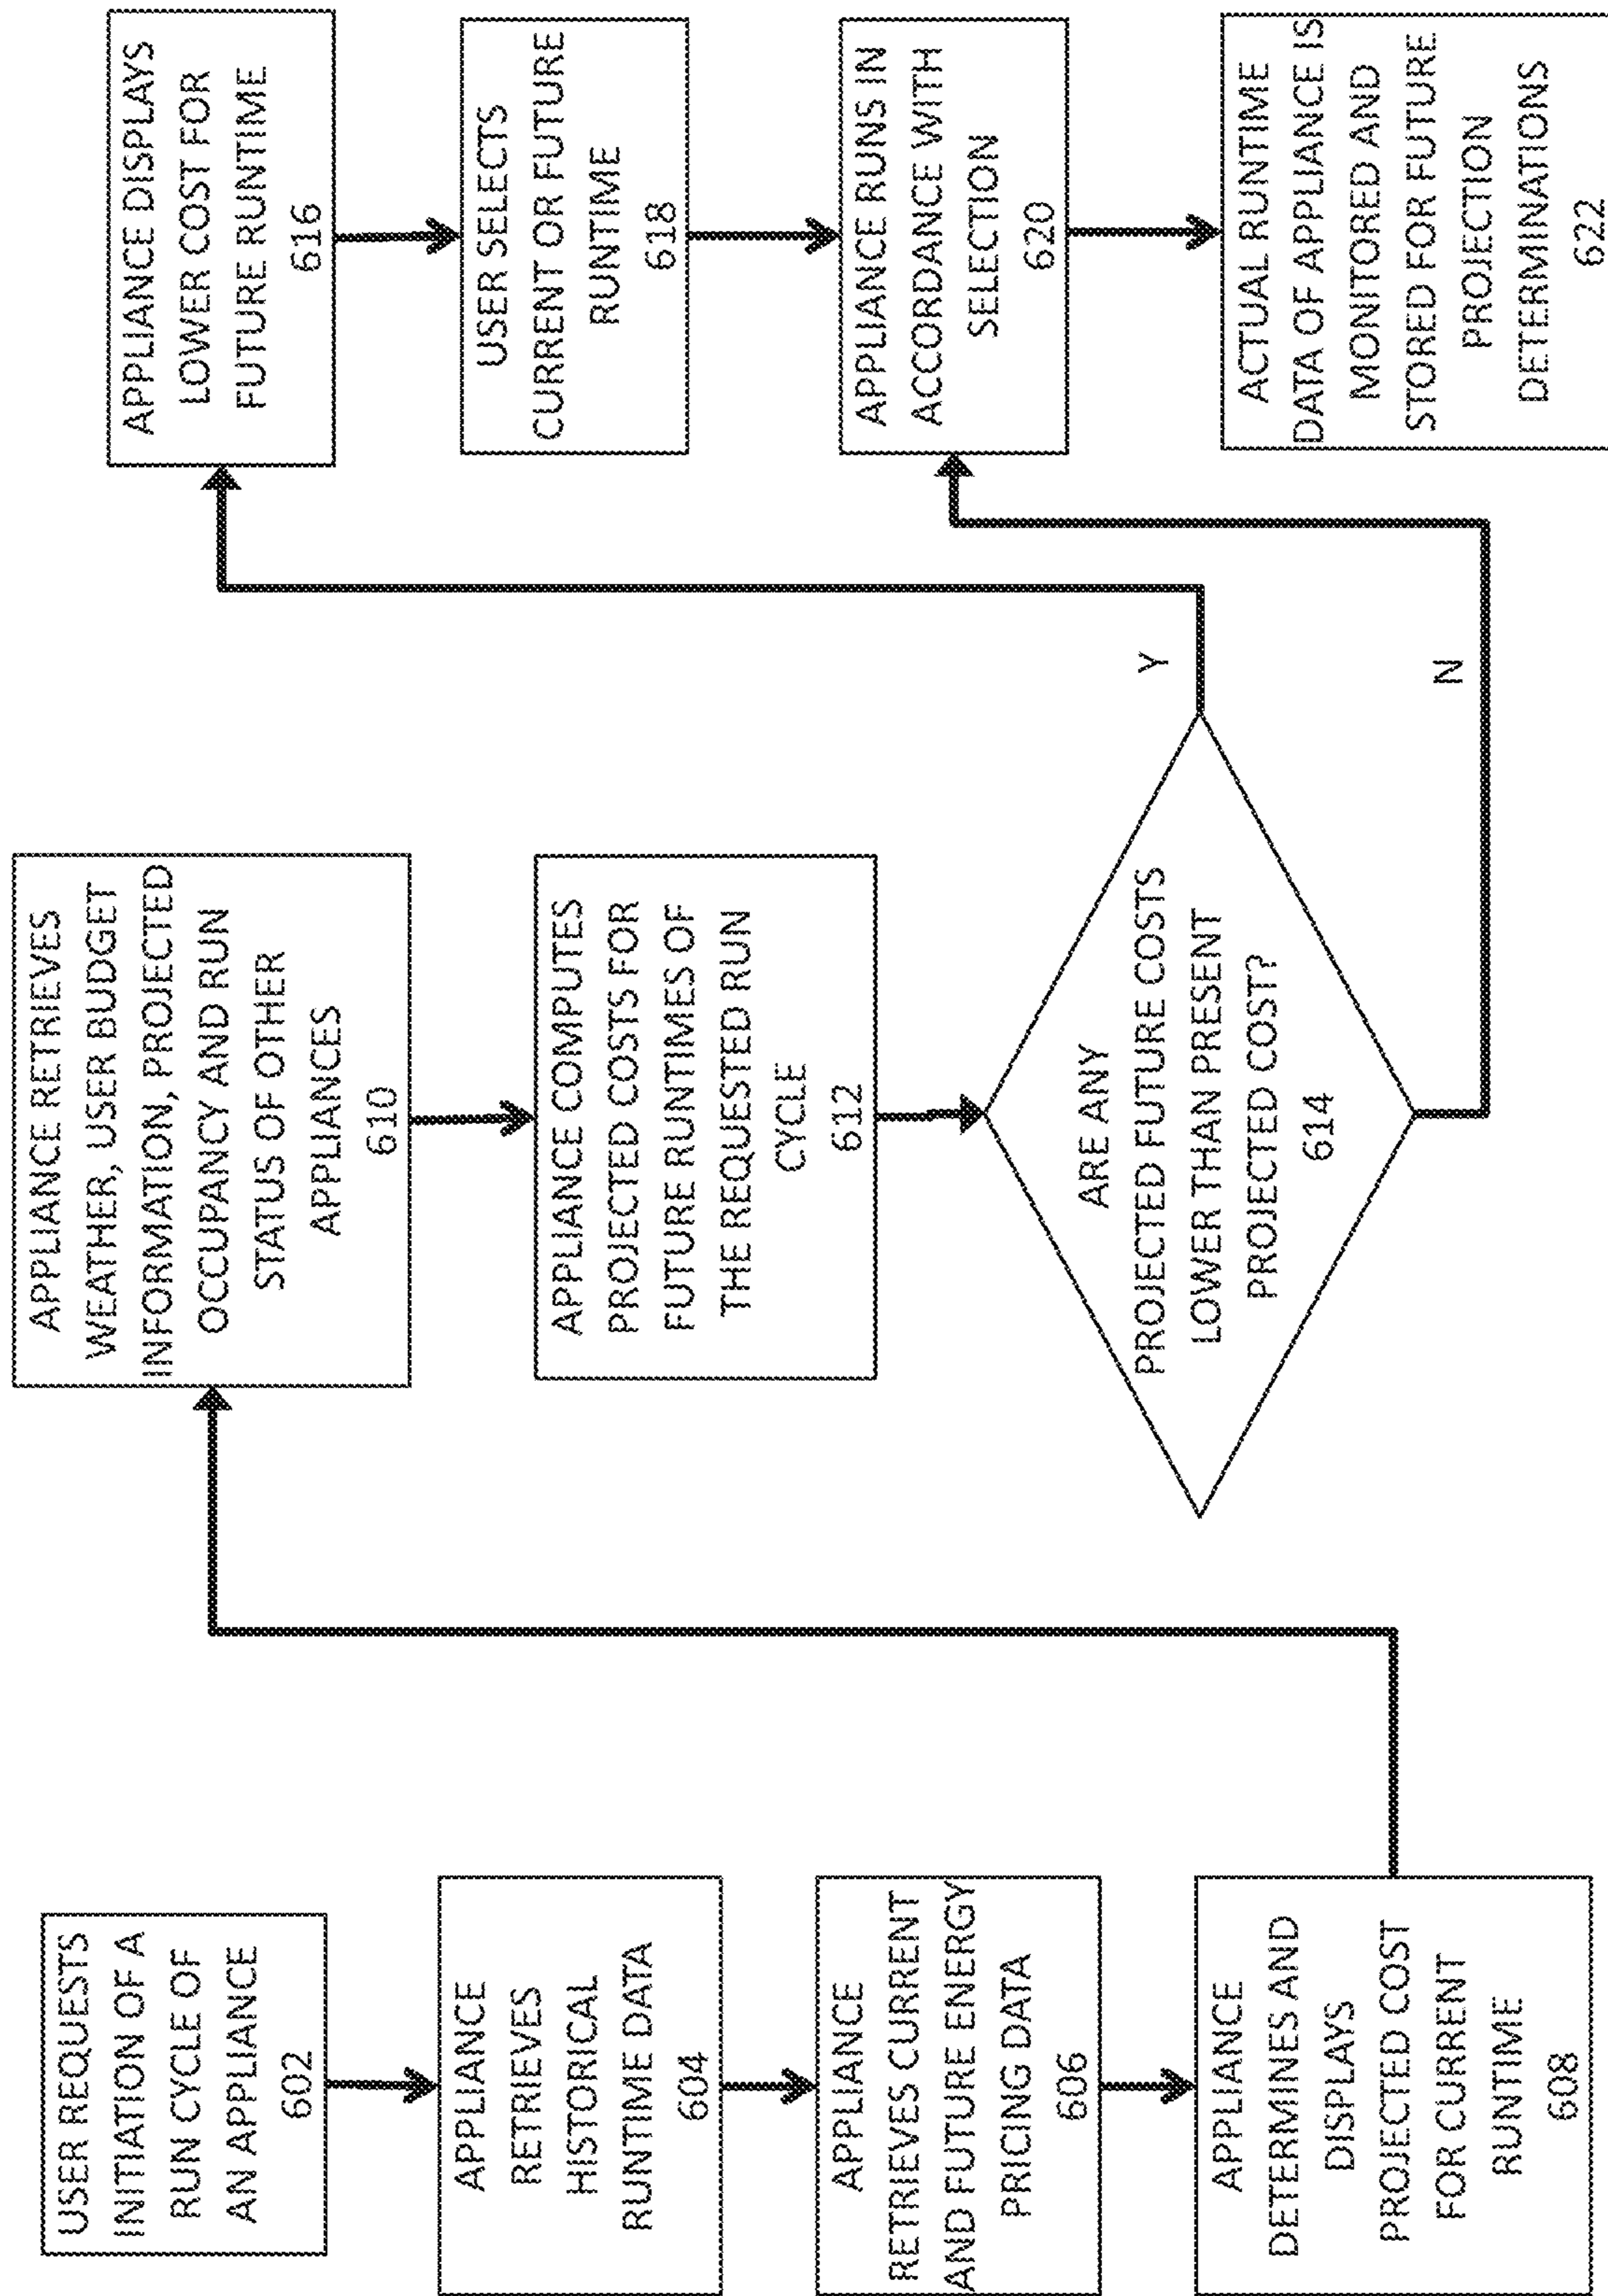 USER REQUESTS
INITIATION OF A
RUN CYCLE OF
AN APPLIANCE
602
APPLIANCE
RETRIEVES
HISTORICAL
RUNTIME DATA
604
APPLIANCE
RETRIEVES CURRENT
AND FUTURE ENERGY
PRICING DATA
606
APPLIANCE
DETERMINES AND
DISPLAYS
PROJECTED COST
FOR CURRENT
RUNTIME
608
APPLIANCE RETRIEVES
WEATHER, USER BUDGET
INFORMATION, PROJECTED
OCCUPANCY AND RUN
STATUS OF OTHER
APPLIANCES
610
APPLIANCE COMPUTES
PROJECTED COSTS FOR
FUTURE RUNTIMES OF
THE REQUESTED RUN
CYCLE
612
ARE ANY
PROJECTED FUTURE COSTS
LOWER THAN PRESENT
PROJECTED COST?
614
Y
N
APPLIANCE DISPLAYS
LOWER COST FOR
FUTURE RUNTIME
616
USER SELECTS
CURRENT OR FUTURE
RUNTIME
618
APPLIANCE RUNS IN
ACCORDANCE WITH
SELECTION
620
ACTUAL RUNTIME
DATA OF APPLIANCE IS
MONITORED AND
STORED FOR FUTURE
PROJECTION
DETERMINATIONS
622